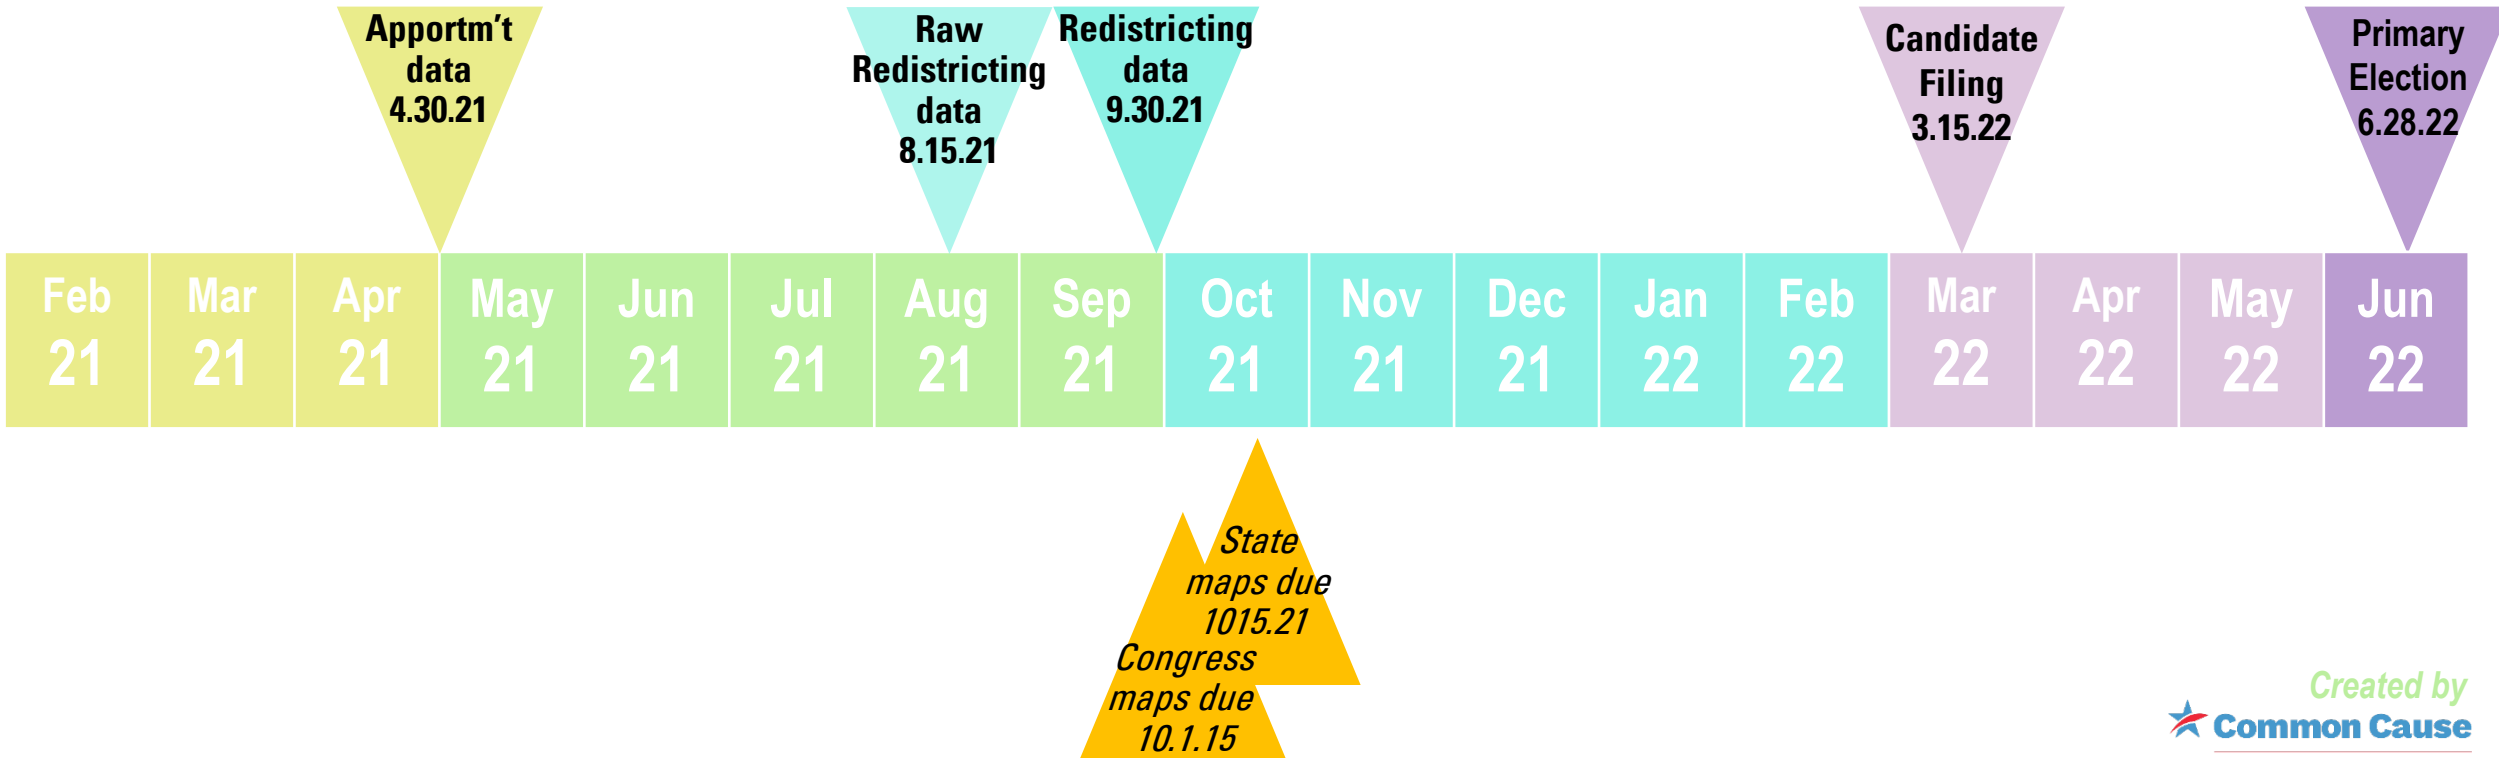 Apportm't
data
4.30.21
Raw
Redistricting
data
8.15.21
Redistricting
data
9.30.21
Candidate
Filing
3.15.22
Primary
Election
6.28.22
Feb
21
Mar
21
Apr
21
May
21
Jun
21
Jul
21
Aug
21
Sep
21
Oct
21
Nov
21
Dec
21
Jan
22
Feb
22
Mar
22
Apr
22
May
22
Jun
22
State
maps due
1015.21
Congress
maps due
10.1.15
Created by
Common Cause